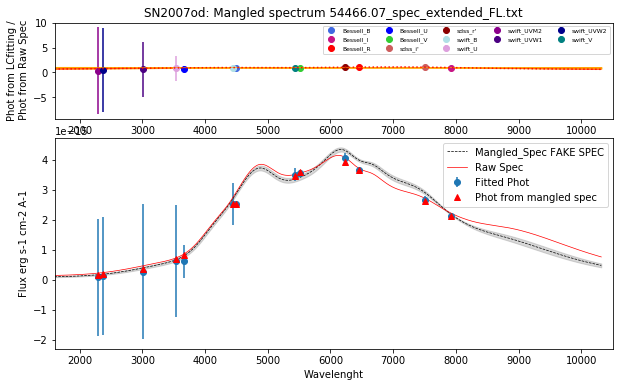 SN2007od: Mangled spectrum 54466.07_spec_extended_FL.txt
Phot from LCfitting /
Phot from Raw Spec
10
5
0
−5
Bessell_B
Bessell_I
Bessell_R
Bessell_U
Bessell_V
sdss_i'
sdss_r'
swift_B
swift_U
swift_UVM2
swift_UVW1
swift_UVW2
swift_V
2000
3000
4000
5000
6000
7000
8000
9000
10000
Flux erg s-1 cm-2 A-1
4
3
2
1
0
−1
−2
Mangled_Spec FAKE SPEC
Raw Spec
Fitted Phot
Phot from mangled spec
2000
3000
4000
5000
6000
7000
8000
9000
10000
Wavelenght